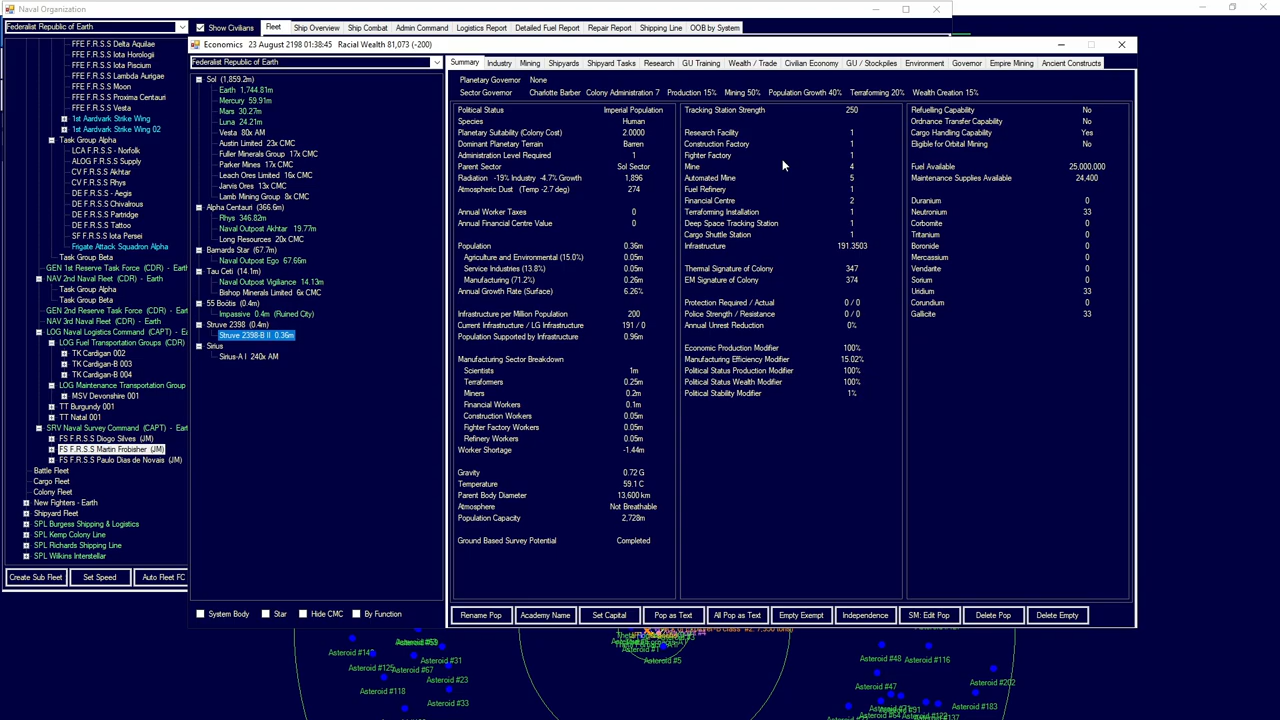 Naval Organization
Federalist Republic of Earth
Show Civilians
Fleet
Ship Overview
Ship Combat
Admin Command
Logistics Report
Detailed Fuel Report
Repair Report
Shipping Line
OOB by System
FFE F.R.S.S Delta Aquilae
FFE F.R.S.S Iota Horologii
FFE F.R.S.S Iota Piscium
FFE F.R.S.S Lambda Aurigae
FFE F.R.S.S Moon
FFE F.R.S.S Proxima Centauri
FFE F.R.S.S Vesta
1st Aardvark Strike Wing
1st Aardvark Strike Wing 02
Task Group Alpha
LCA F.R.S.S - Norfolk
ALOG F.R.S.S Supply
CV F.R.S.S Akhtar
CV F.R.S.S Rhys
DE F.R.S.S - Aegis
DE F.R.S.S Chivalrous
DE F.R.S.S Partridge
DE F.R.S.S Tattoo
SF F.R.S.S Iota Persei
Frigate Attack Squadron Alpha
Task Group Beta
GEN 1st Reserve Task Force (CDR) - Earth
NAV 2nd Naval Fleet (CDR) - Earth
Task Group Alpha
Task Group Beta
GEN 2nd Reserve Task Force (CDR) - Earth
NAV 3rd Naval Fleet (CDR) - Earth
LOG Naval Logistics Command (CAPT) - Ea
LOG Fuel Transportation Groups (CDR)
TK Cardigan 002
TK Cardigan-B 003
TK Cardigan-B 004
LOG Maintenance Transportation Group
MSV Devonshire 001
TT Burgundy 001
TT Natal 001
SRV Naval Survey Command (CAPT) - Eart
FS F.R.S.S Diogo Silves (JM)
FS F.R.S.S Martin Frobisher (JM)
FS F.R.S.S Paulo Dias de Novais (JM)
Battle Fleet
Cargo Fleet
Colony Fleet
New Fighters - Earth
Shipyard Fleet
SPL Burgess Shipping & Logistics
SPL Kemp Colony Line
SPL Richards Shipping Line
SPL Wilkins Interstellar
Create Sub Fleet
Set Speed
Auto Fleet FC
Economics 23 August 2198 01:38:45 Racial Wealth 81,073 (-200)
Federalist Republic of Earth
Sol (1,859.2m)
Earth 1,744.81m
Mercury 59.91m
Mars 30.27m
Luna 24.21m
Vesta 80x AM
Austin Limited 23x CMC
Fuller Minerals Group 17x CMC
Parker Mines 17x CMC
Leach Ores Limited 16x CMC
Jarvis Ores 13x CMC
Lamb Mining Group 8x CMC
Alpha Centauri (366.6m)
Rhys 346.82m
Naval Outpost Akhtar 19.77m
Long Resources 20x CMC
Barnards Star (67.7m)
Naval Outpost Ego 67.66m
Tau Ceti (14.1m)
Naval Outpost Vigilance 14.13m
Bishop Minerals Limited 6x CMC
55 Boötis (0.4m)
Impassive 0.4m (Ruined City)
Struve 2398 (0.4m)
Struve 2398-B II 0.36m
Sirius
Sirius-A I 240x AM
System Body
Star
Hide CMC
By Function
Summary
Industry
Mining
Shipyards
Shipyard Tasks
Research
GU Training
Wealth / Trade
Civilian Economy
GU / Stockpiles
Environment
Governor
Empire Mining
Ancient Constructs
Planetary Governor None
Sector Governor Charlotte Barber Colony Administration 7 Production 15% Mining 50% Population Growth 40% Terraforming 20% Wealth Creation 15%
Political Status Imperial Population
Species Human
Planetary Suitability (Colony Cost) 2.0000
Dominant Planetary Terrain Barren
Administration Level Required 1
Parent Sector Sol Sector
Radiation -19% Industry -4.7% Growth) 1,896
Atmospheric Dust (Temp -2.7 deg) 274
Annual Worker Taxes 0
Annual Financial Centre Value 0
Population 0.36m
Agriculture and Environmental (15.0%) 0.05m
Service Industries (13.8%) 0.05m
Manufacturing (71.2%) 0.26m
Annual Growth Rate (Surface) 6.26%
Infrastructure per Million Population 200
Current Infrastructure / LG Infrastructure 191 / 0
Population Supported by Infrastructure 0.96m
Manufacturing Sector Breakdown
Scientists 1m
Terraformers 0.25m
Miners 0.2m
Financial Workers 0.1m
Construction Workers 0.05m
Fighter Factory Workers 0.05m
Refinery Workers 0.05m
Worker Shortage -1.44m
Gravity 0.72 G
Temperature 59.1 C
Parent Body Diameter 13,600 km
Atmosphere Not Breathable
Population Capacity 2,728m
Ground Based Survey Potential Completed
Tracking Station Strength 250
Research Facility 1
Construction Factory 1
Fighter Factory 1
Mine 4
Automated Mine 5
Fuel Refinery 1
Financial Centre 2
Terraforming Installation 1
Deep Space Tracking Station 1
Cargo Shuttle Station 1
Infrastructure 191.3503
Thermal Signature of Colony 347
EM Signature of Colony 374
Protection Required / Actual 0 / 0
Police Strength / Resistance 0 / 0
Annual Unrest Reduction 0%
Economic Production Modifier 100%
Manufacturing Efficiency Modifier 15.02%
Political Status Production Modifier 100%
Political Status Wealth Modifier 100%
Political Stability Modifier 1%
Refuelling Capability No
Ordnance Transfer Capability No
Cargo Handling Capability Yes
Eligible for Orbital Mining No
Fuel Available 25,000,000
Maintenance Supplies Available 24,400
Duranium 0
Neutronium 33
Corbomite 0
Tritanium 0
Boronide 0
Mercassium 0
Vendarite 0
Sorium 0
Uridium 33
Corundium 0
Gallicite 33
Rename Pop
Academy Name
Set Capital
Pop as Text
All Pop as Text
Empty Exempt
Independence
SM: Edit Pop
Delete Pop
Delete Empty
Asteroid #31
Asteroid #67
Asteroid #23
Asteroid #118
Asteroid #33
Asteroid #5
Asteroid #48
Asteroid #116
Asteroid #47
Asteroid #202
Asteroid #183